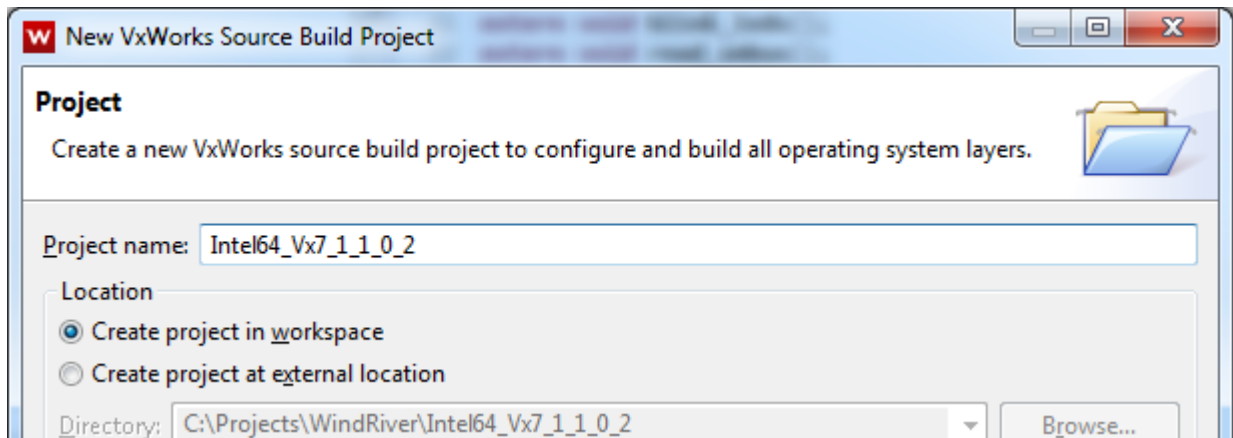 New VxWorks Source Build Project
Project
Create a new VxWorks source build project to configure and build all operating system layers.
Project name: Intel64_Vx7_1_1_0_2
Location
Create project in workspace
Create project at external location
Directory: C:\Projects\WindRiver\Intel64_Vx7_1_1_0_2 Browse...